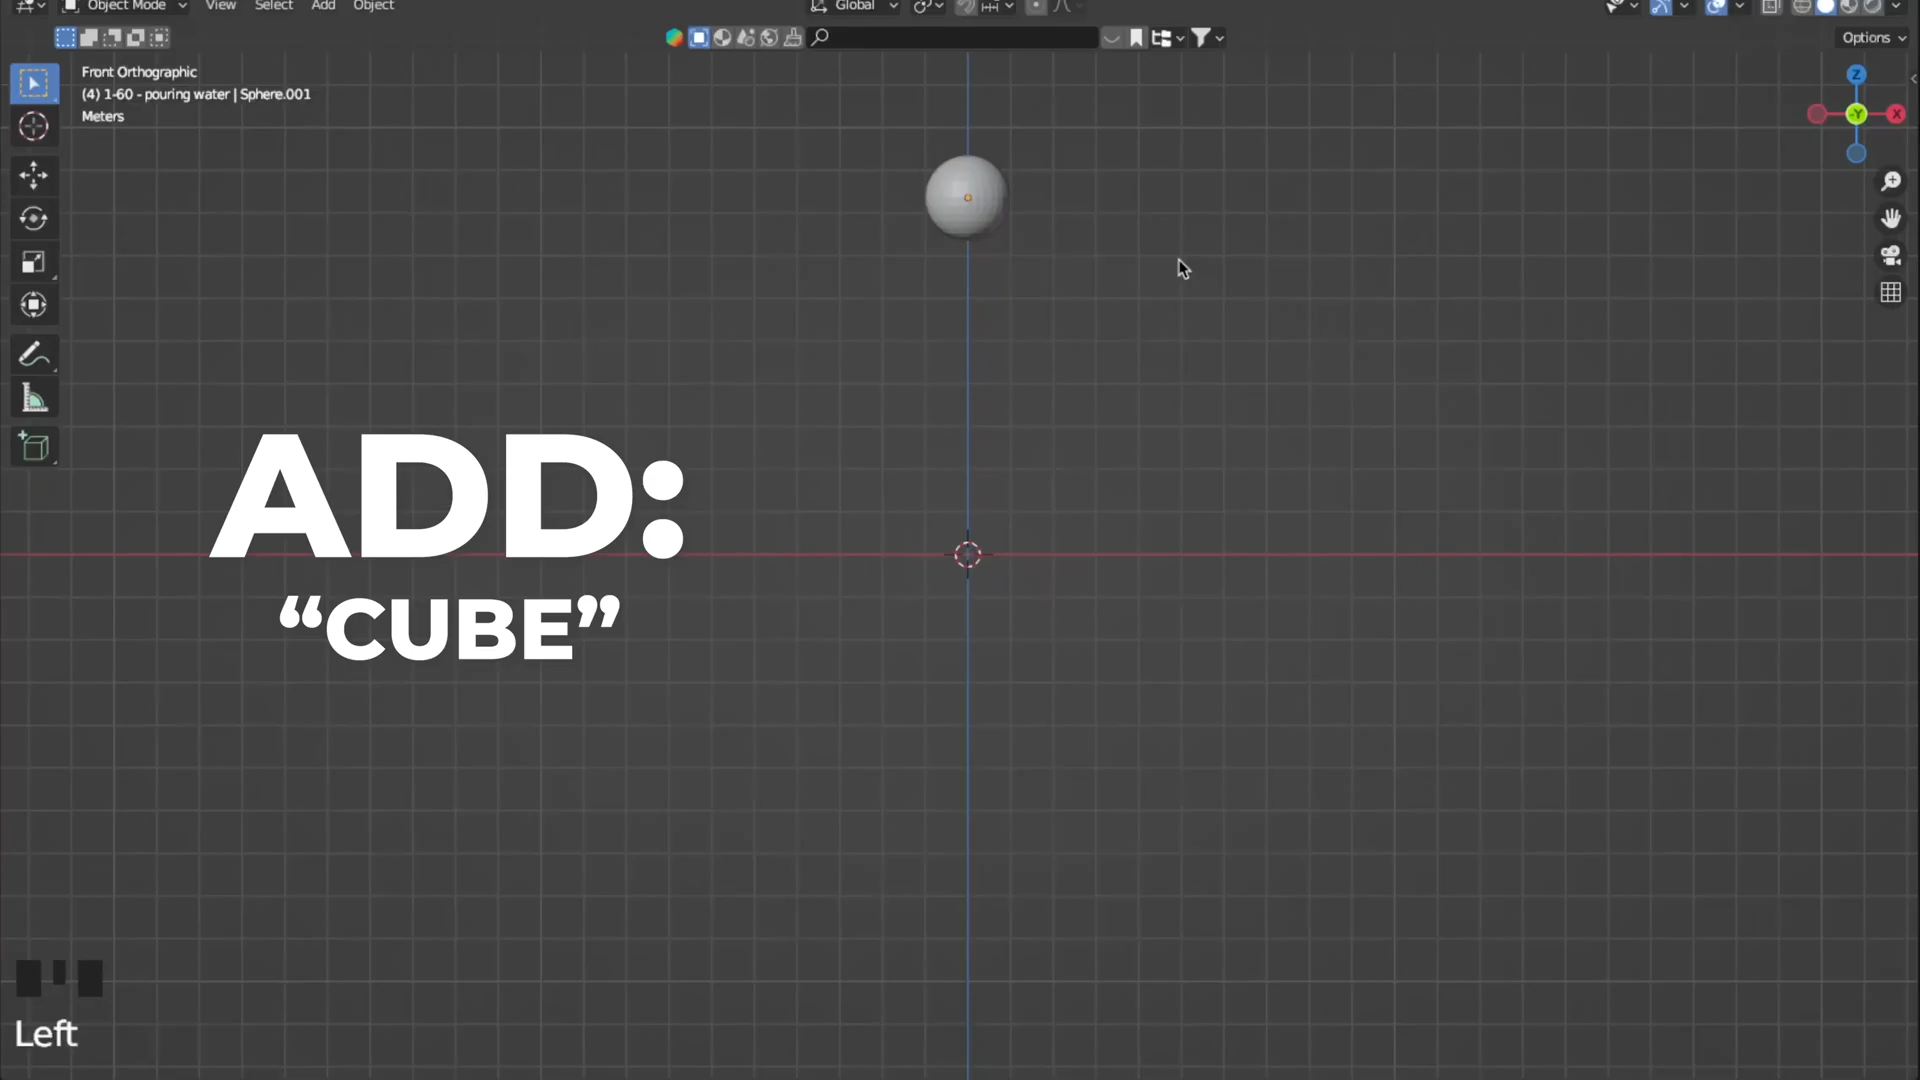 Object Mode View Select Add Object Global
Options
Front Orthographic
(4) 1-60 - pouring water | Sphere.001
Meters
Z
-Y
X
ADD:
“CUBE”
Left